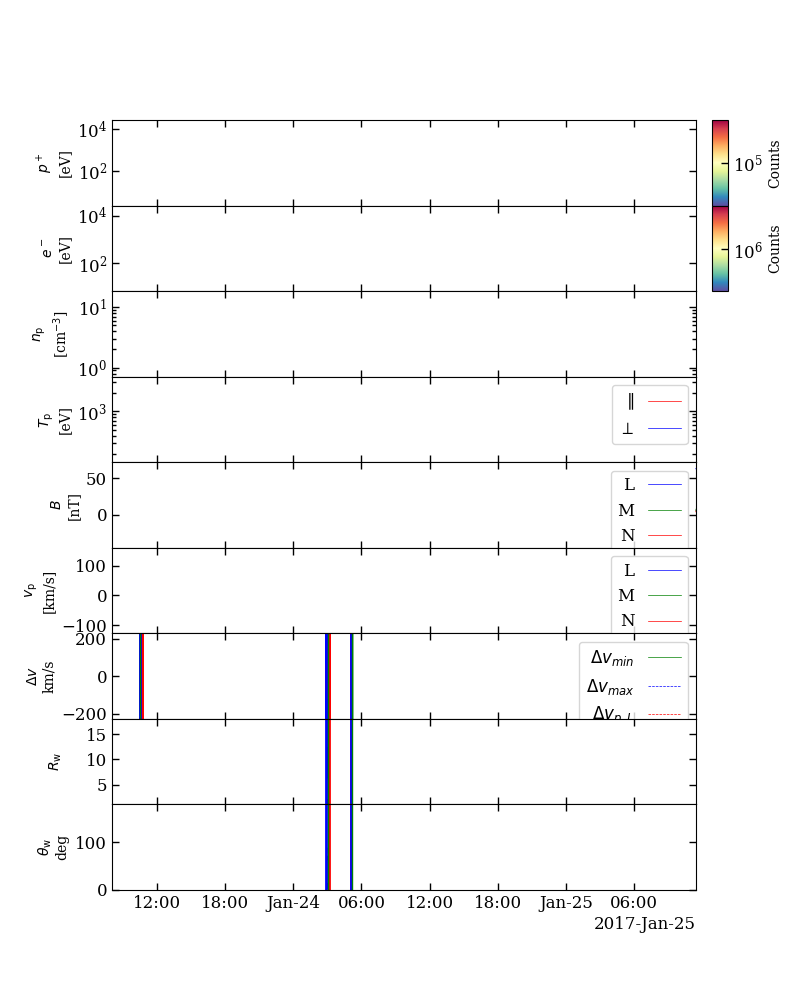 10⁴
10²
p⁺
[eV]
10⁵
Counts
10⁴
10²
e⁻
[eV]
10⁶
Counts
10¹
10⁰
nₚ
[cm⁻³]
10³
Tₚ
[eV]
∥
⊥
50
0
B
[nT]
L
M
N
100
0
−100
vₚ
[km/s]
L
M
N
200
0
−200
Δv
km/s
Δv_min
Δv_max
Δv_p,L
15
10
5
R_w
100
0
θ_w
deg
12:00 18:00 Jan-24 06:00 12:00 18:00 Jan-25 06:00
2017-Jan-25